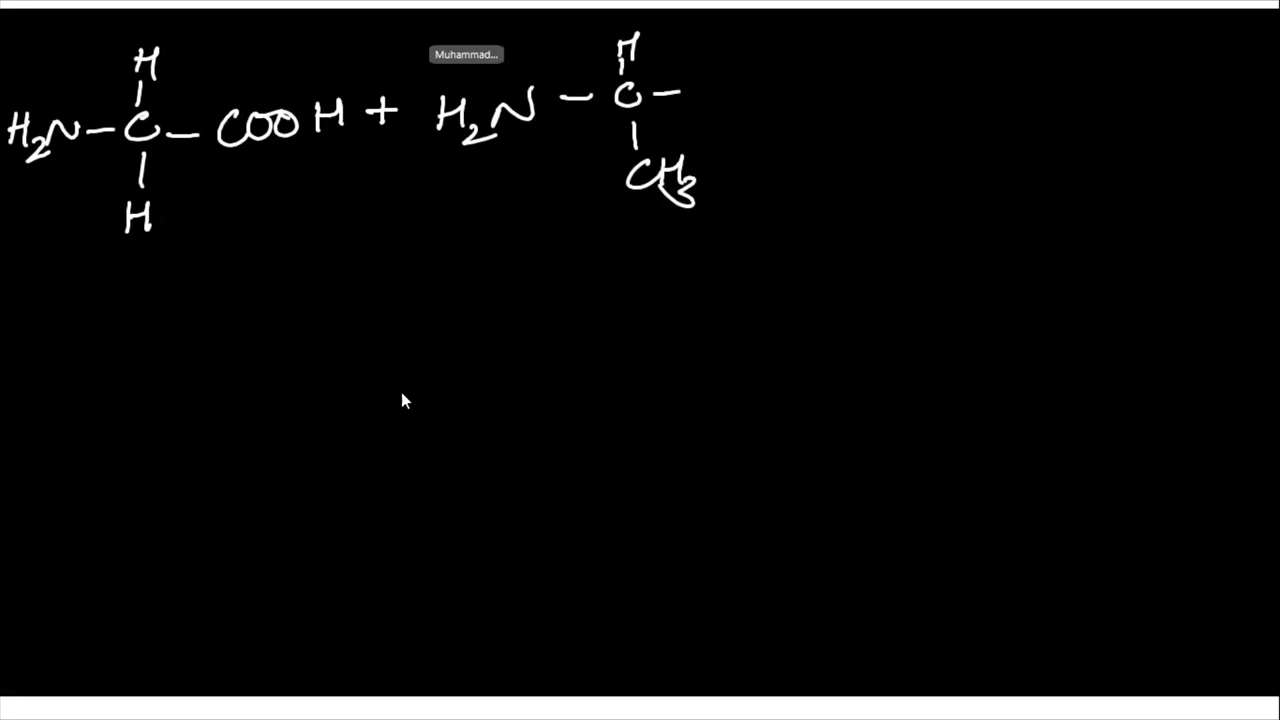 Muhammad...
H H
H₂N - C - COOH + H₂N - C -
H CH₃